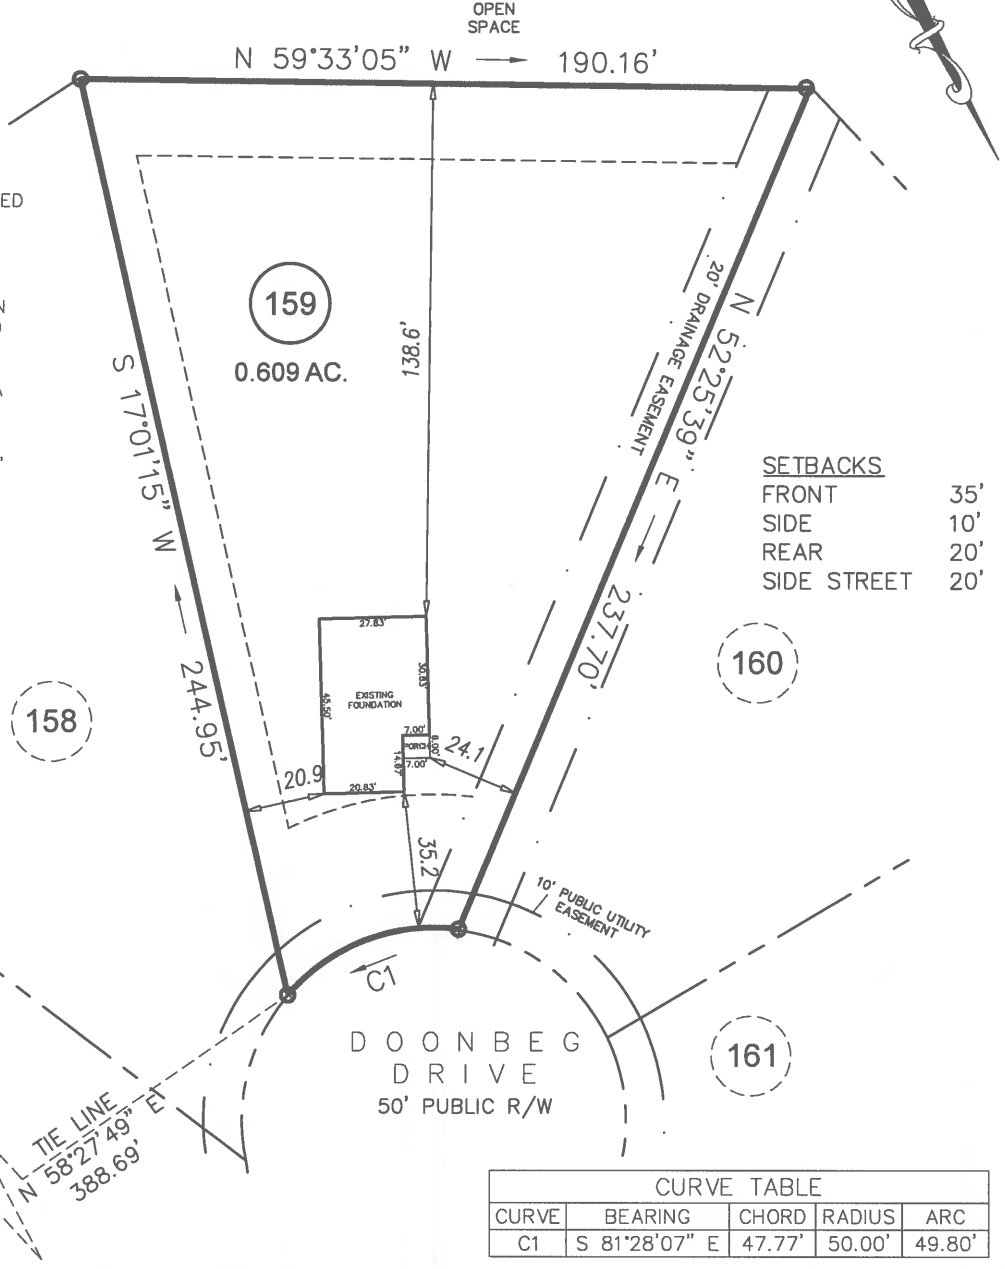 OPEN
SPACE
N 59°33'05" W 190.16'
ED
159
0.609 AC.
138.6'
20' DRAINAGE EASEMENT
N 52°25'39" E 237.70'
S 17°01'15" W 244.95'
SETBACKS
FRONT 35'
SIDE 10'
REAR 20'
SIDE STREET 20'
27.83'
30.83'
45.50'
EXISTING
FOUNDATION
7.00'
PORCH
8.00'
7.00'
14.67'
20.83'
24.1
20.9
35.2
158
160
10' PUBLIC UTILITY
EASEMENT
C1
DOONBEG
DRIVE
50' PUBLIC R/W
161
TIE LINE
N 58°27'49" E
388.69'
CURVE TABLE
CURVE BEARING CHORD RADIUS ARC
C1 S 81°28'07" E 47.77' 50.00' 49.80'